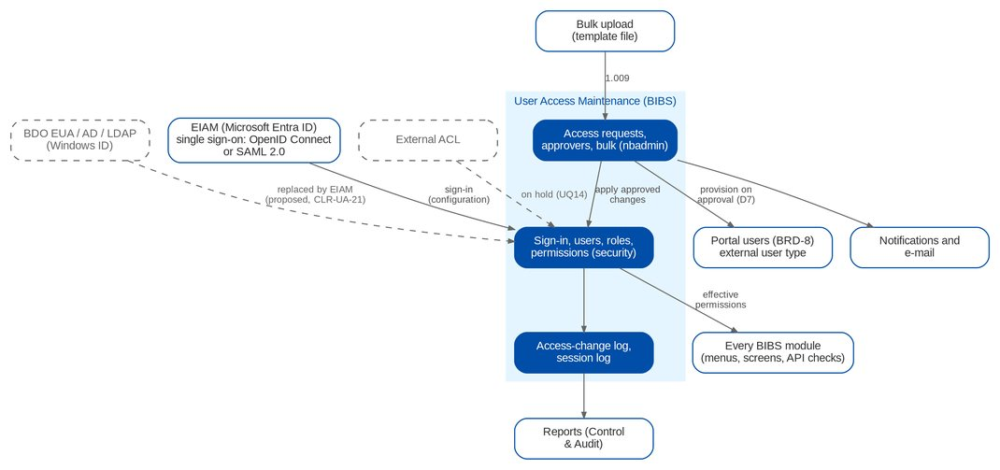 Bulk upload
(template file)
1.009
User Access Maintenance (BIBS)
BDO EUA / AD / LDAP
(Windows ID)
EIAM (Microsoft Entra ID)
single sign-on: OpenID Connect
or SAML 2.0
External ACL
Access requests,
approvers, bulk (nbadmin)
replaced by EIAM
(proposed, CLR-UA-21)
sign-in
(configuration)
on hold (UQ14)
apply approved
changes
provision on
approval (D7)
Sign-in, users, roles,
permissions (security)
Portal users (BRD-8)
external user type
Notifications and
e-mail
effective
permissions
Access-change log,
session log
Every BIBS module
(menus, screens, API checks)
Reports (Control
& Audit)